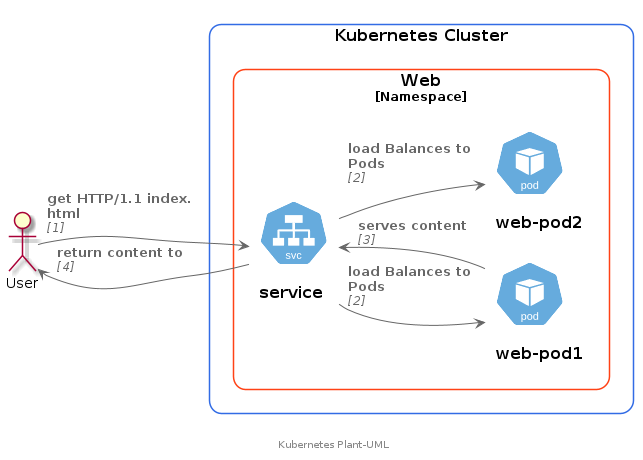 Kubernetes Cluster
Web
[Namespace]
load Balances to
Pods
[2]
pod
web-pod2
get HTTP/1.1 index.
html
[1]
serves content
[3]
svc
return content to
[4]
User
load Balances to
Pods
[2]
service
pod
web-pod1
Kubernetes Plant-UML